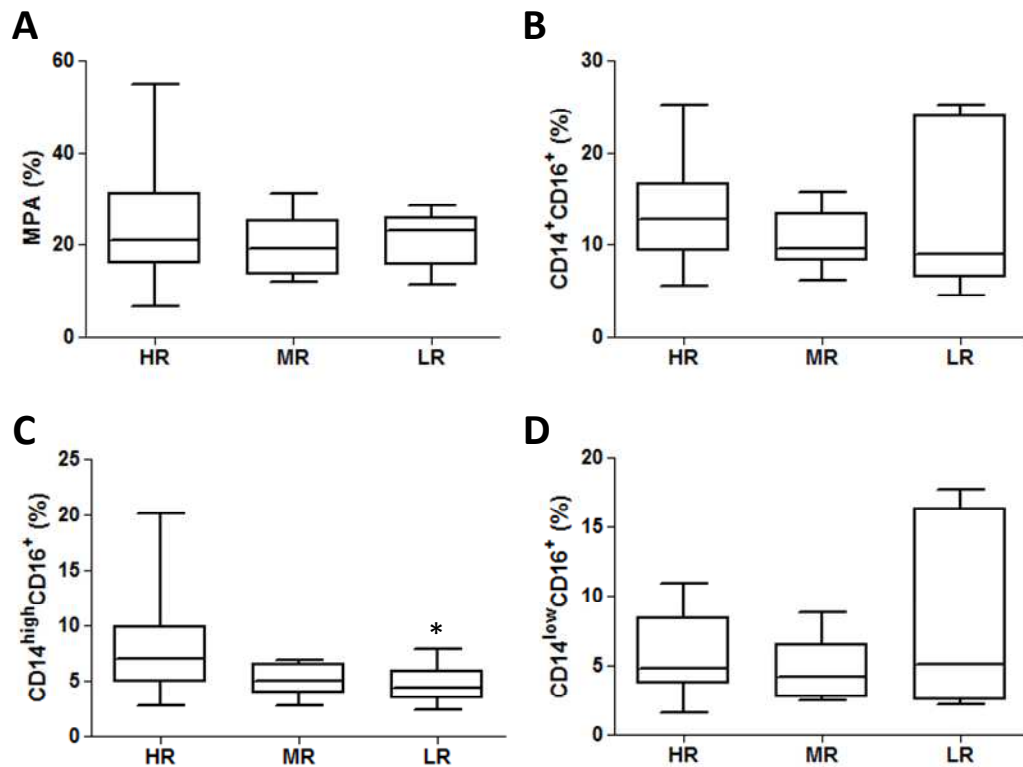 A
MPA (%)
60
40
20
0
HR MR LR
B
CD14⁺CD16⁺ (%)
30
20
10
0
HR MR LR
C
CD14ʰⁱᵍʰCD16⁺ (%)
25
20
15
10
5
0
*
HR MR LR
D
CD14ˡᵒʷCD16⁺ (%)
20
15
10
5
0
HR MR LR